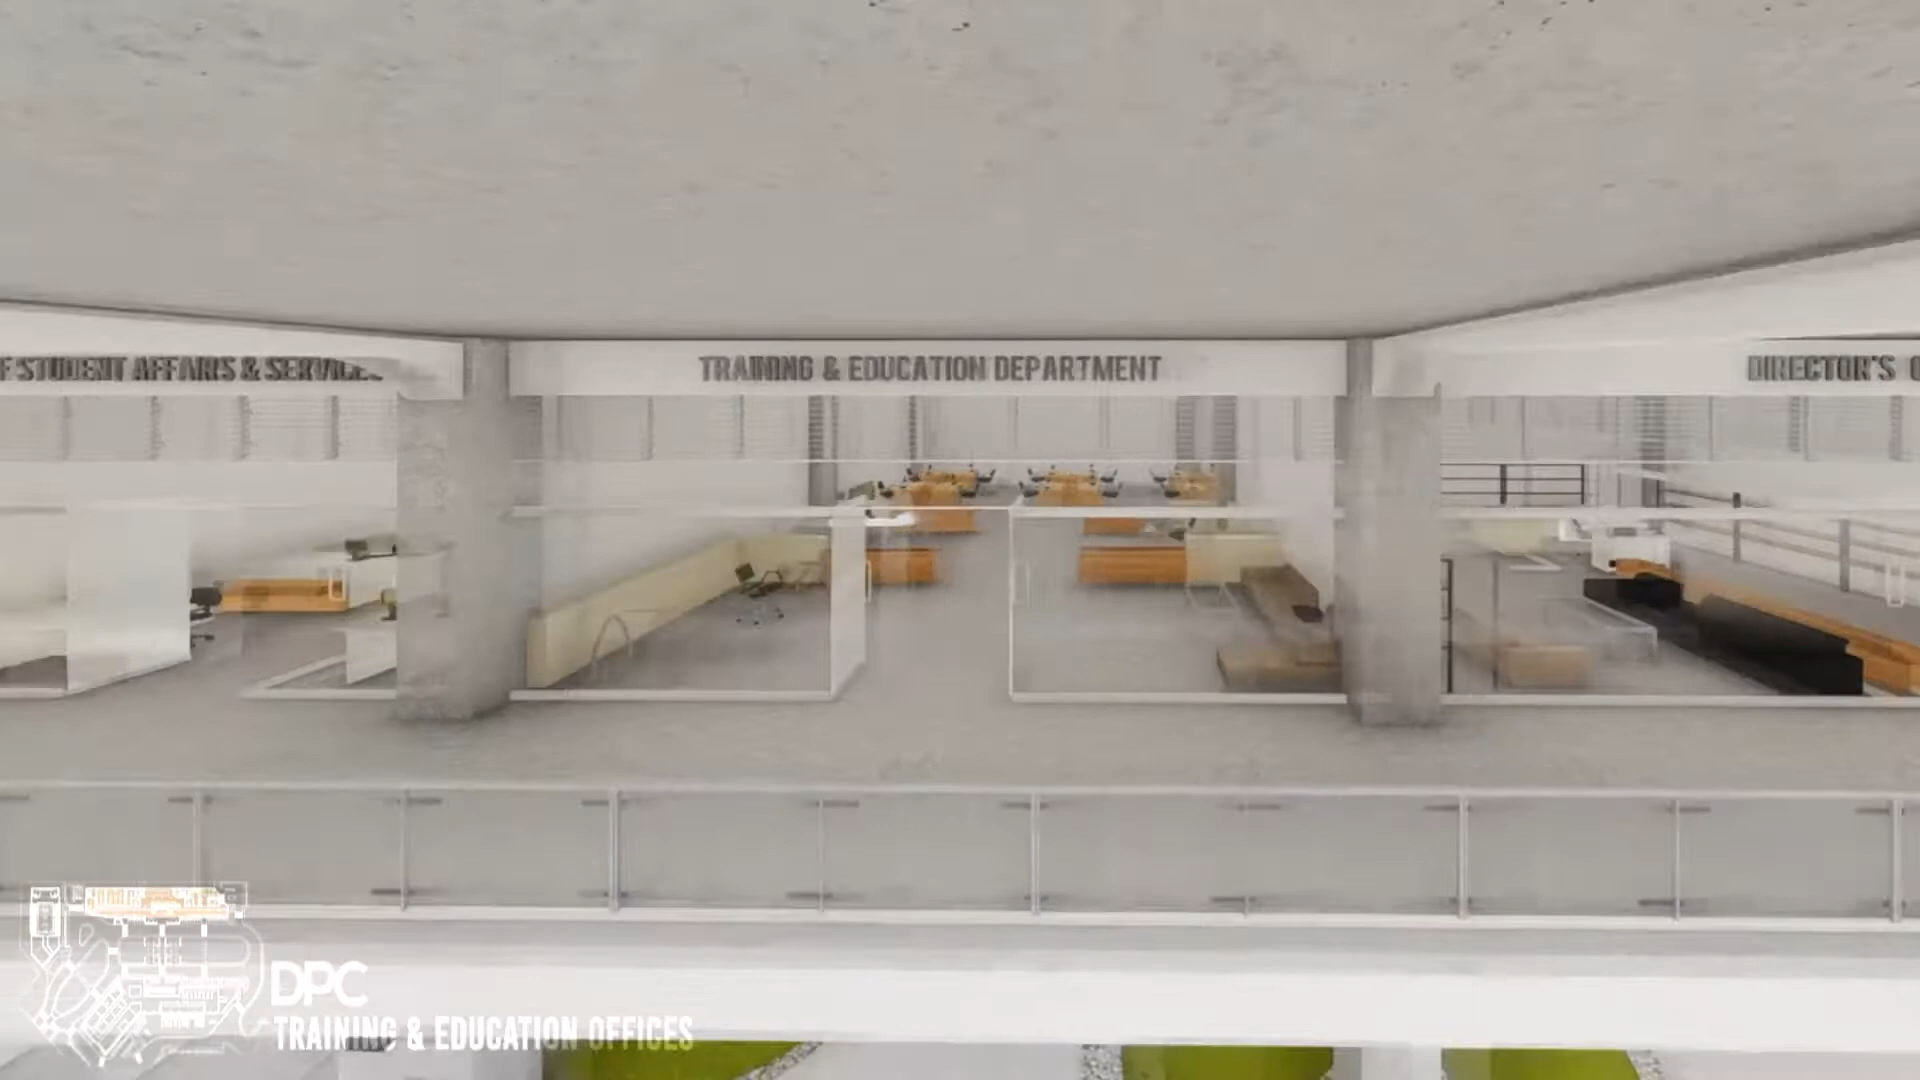 F STUDENT AFFAIRS & SERVICES
TRAINING & EDUCATION DEPARTMENT
DIRECTOR'S
DPC
TRAINING & EDUCATION OFFICES